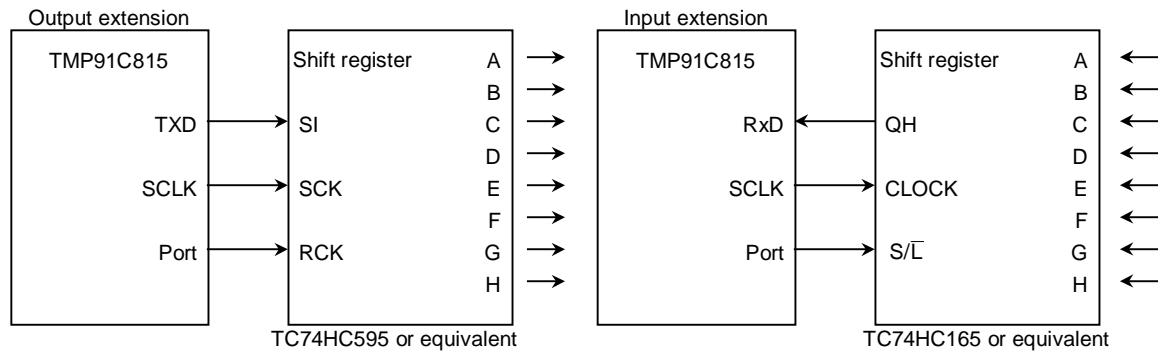 Output extension
TMP91C815
TXD
SCLK
Port
Shift register
SI
SCK
RCK
A
B
C
D
E
F
G
H
TC74HC595 or equivalent
Input extension
TMP91C815
RxD
SCLK
Port
Shift register
QH
CLOCK
S/L̅
A
B
C
D
E
F
G
H
TC74HC165 or equivalent